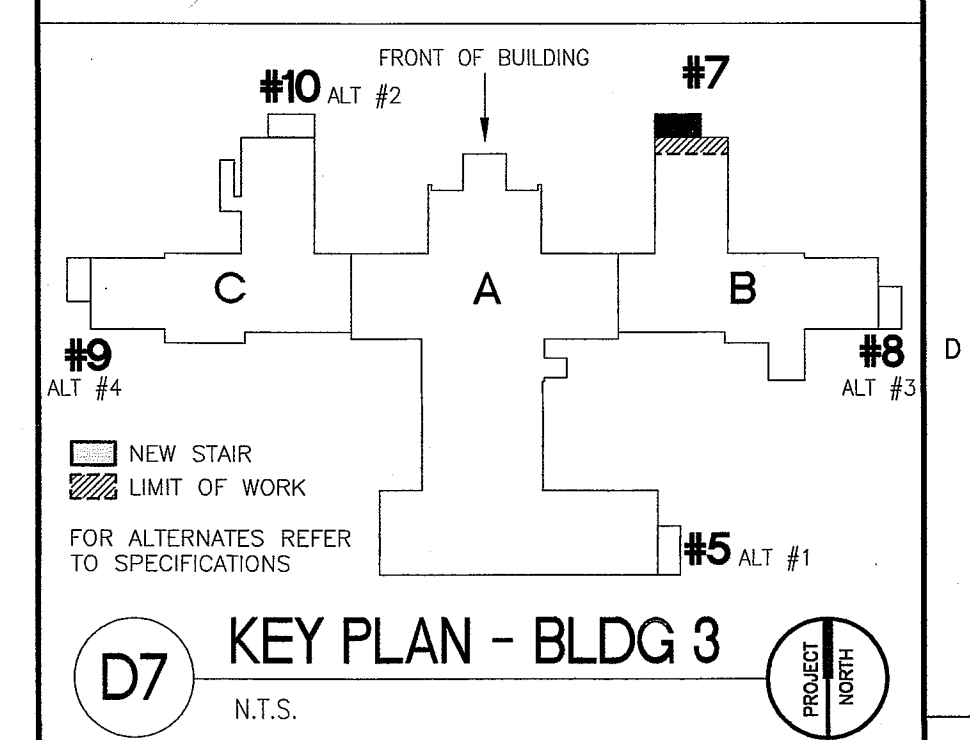 FRONT OF BUILDING
#10 ALT #2
#7
C
A
B
#9
ALT #4
#8
ALT #3
D
NEW STAIR
LIMIT OF WORK
FOR ALTERNATES REFER
TO SPECIFICATIONS
#5 ALT #1
D7
KEY PLAN - BLDG 3
N.T.S.
PROJECT
NORTH